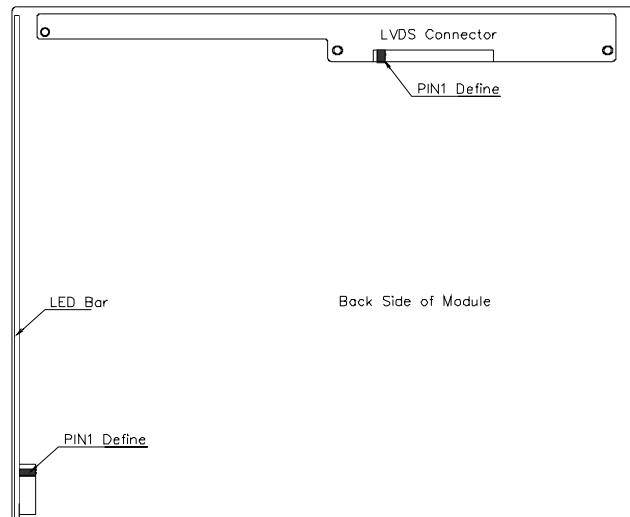 LVDS Connector
PIN1 Define
LED Bar
Back Side of Module
PIN1 Define